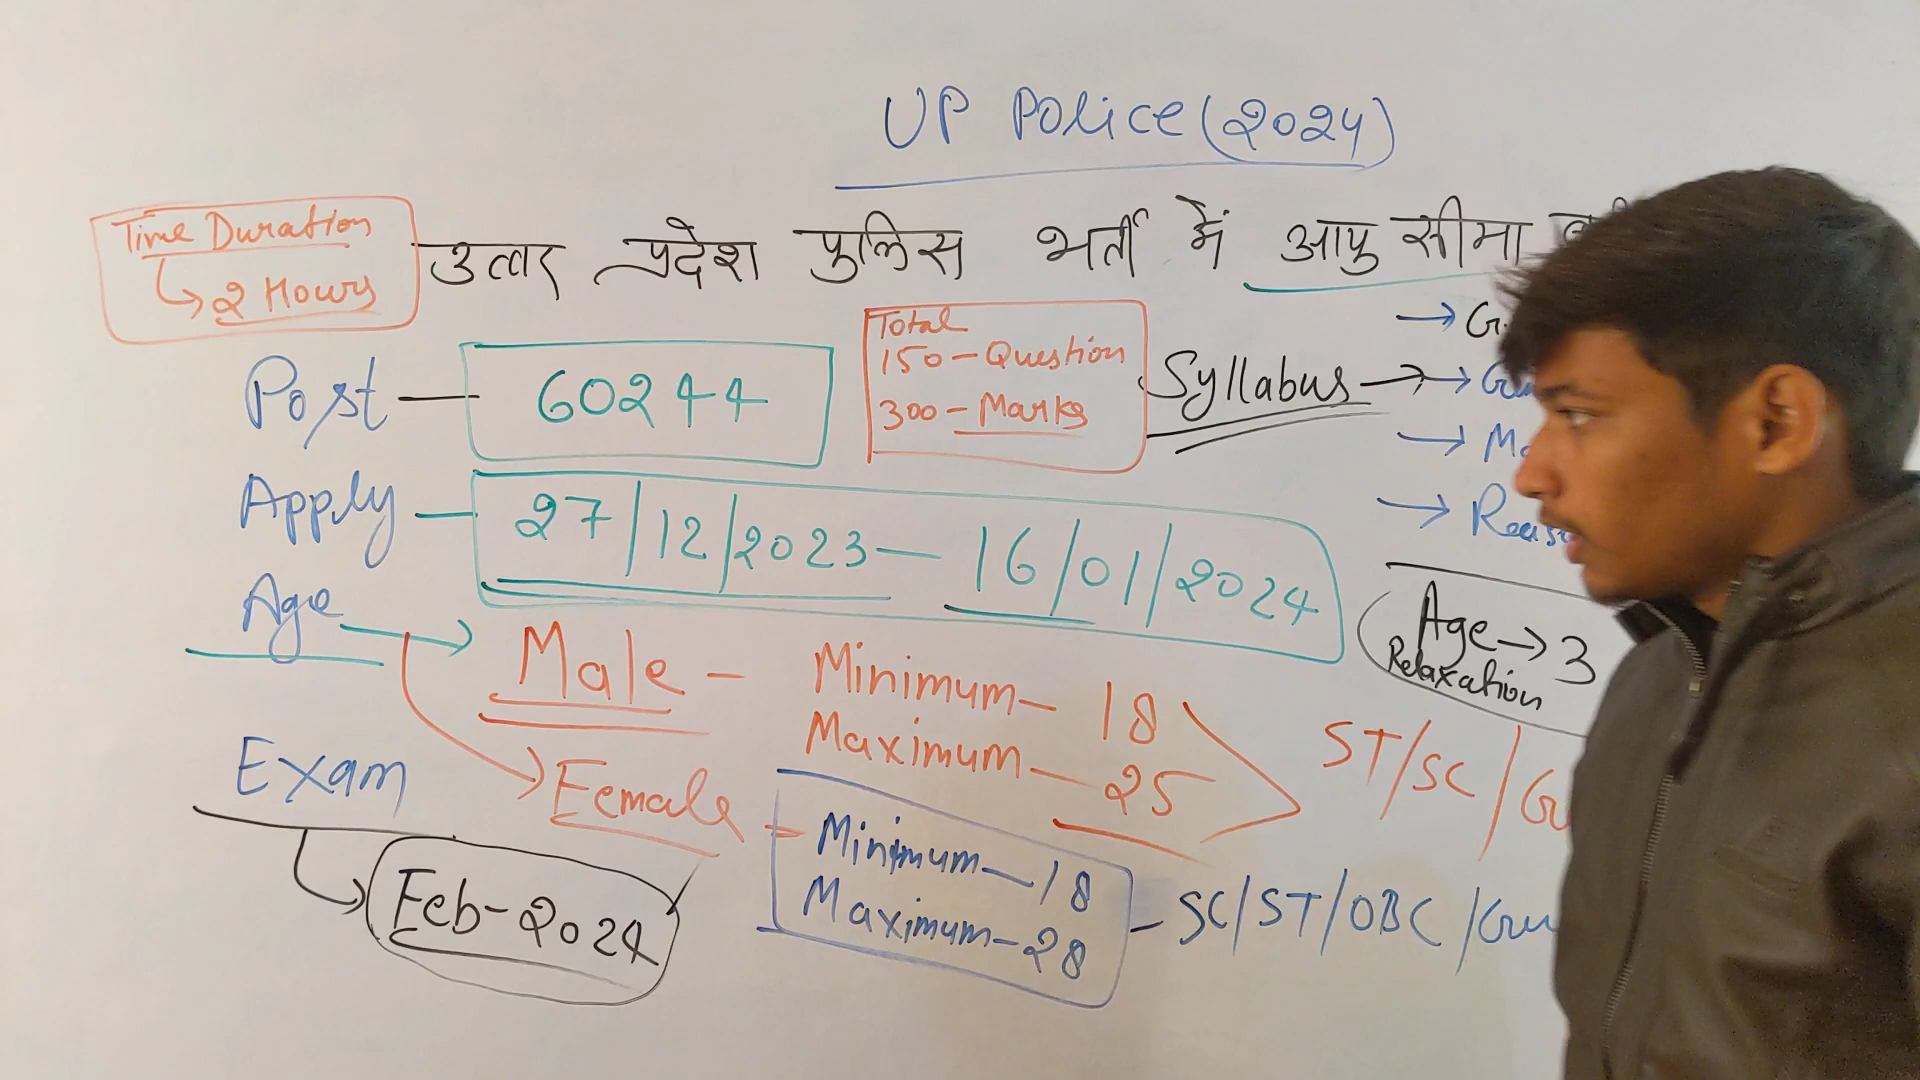 UP Police (2024)
उत्तर प्रदेश पुलिस भर्ती में आयु सीमा
Time Duration
2 Hours
Total
150 - Question
300 - Marks
Syllabus
Post - 60244
Apply - 27/12/2023 - 16/01/2024
Age
Relaxation → 3
Age → Male - Minimum - 18
Maximum - 25
ST/SC/
Female - Minimum - 18
Maximum - 28
- SC/ST/OBC/
Exam
Feb-2024